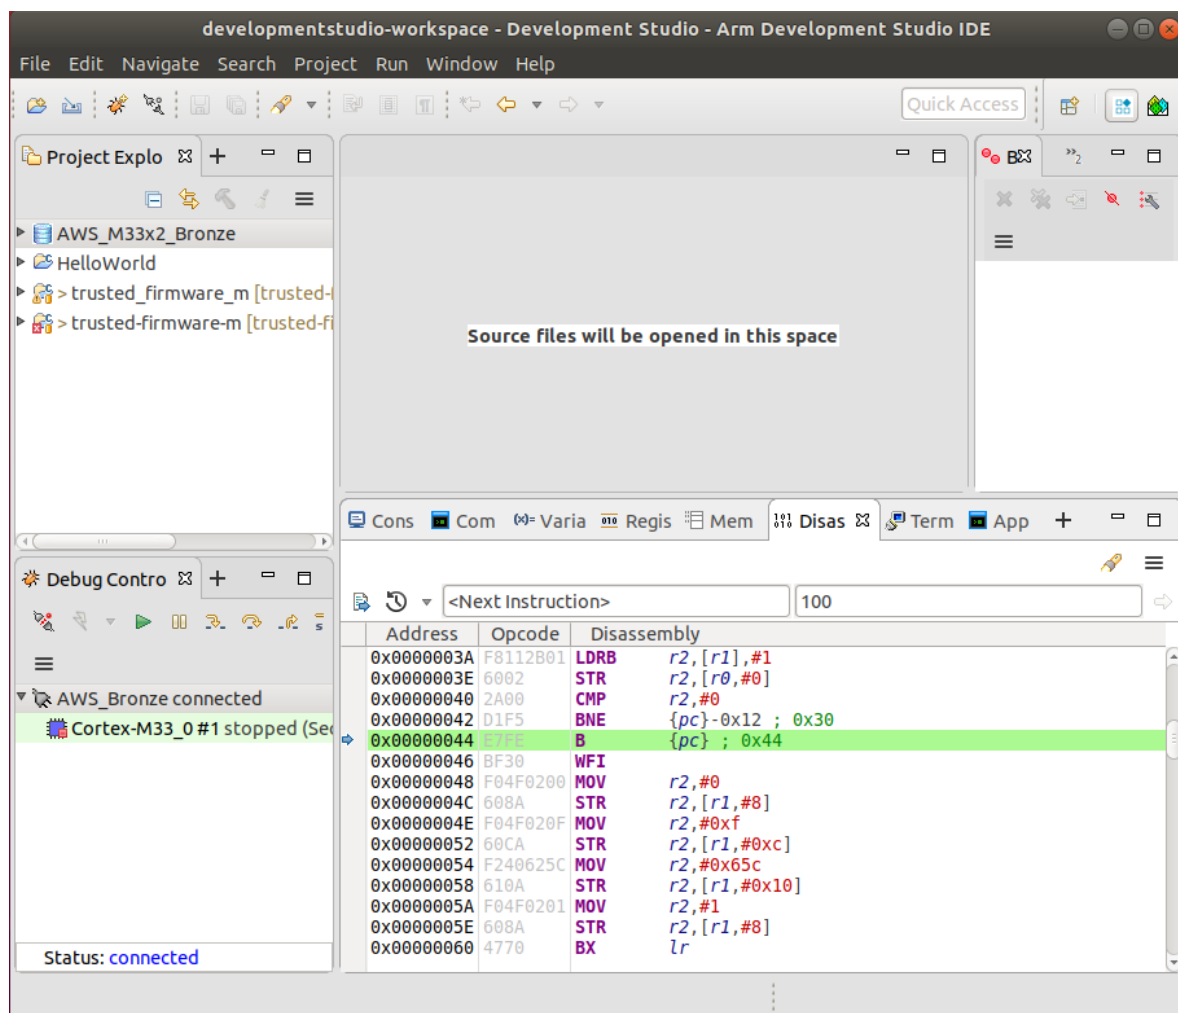 developmentstudio-workspace - Development Studio - Arm Development Studio IDE
File Edit Navigate Search Project Run Window Help
Quick Access
Project Explo
B
»2
AWS_M33x2_Bronze
HelloWorld
> trusted_firmware_m [trusted-f
> trusted-firmware-m [trusted-fi
Source files will be opened in this space
Cons Com (x)= Varia 010 Regis Mem Disas Term App
Debug Contro
<Next Instruction> 100
AWS_Bronze connected
Cortex-M33_0 #1 stopped (Sec
Status: connected
Address Opcode Disassembly
0x0000003A F8112B01 LDRB r2,[r1],#1
0x0000003E 6002 STR r2,[r0,#0]
0x00000040 2A00 CMP r2,#0
0x00000042 D1F5 BNE {pc}-0x12 ; 0x30
0x00000044 E7FE B {pc} ; 0x44
0x00000046 BF30 WFI
0x00000048 F04F0200 MOV r2,#0
0x0000004C 608A STR r2,[r1,#8]
0x0000004E F04F020F MOV r2,#0xf
0x00000052 60CA STR r2,[r1,#0xc]
0x00000054 F240625C MOV r2,#0x65c
0x00000058 610A STR r2,[r1,#0x10]
0x0000005A F04F0201 MOV r2,#1
0x0000005E 608A STR r2,[r1,#8]
0x00000060 4770 BX lr